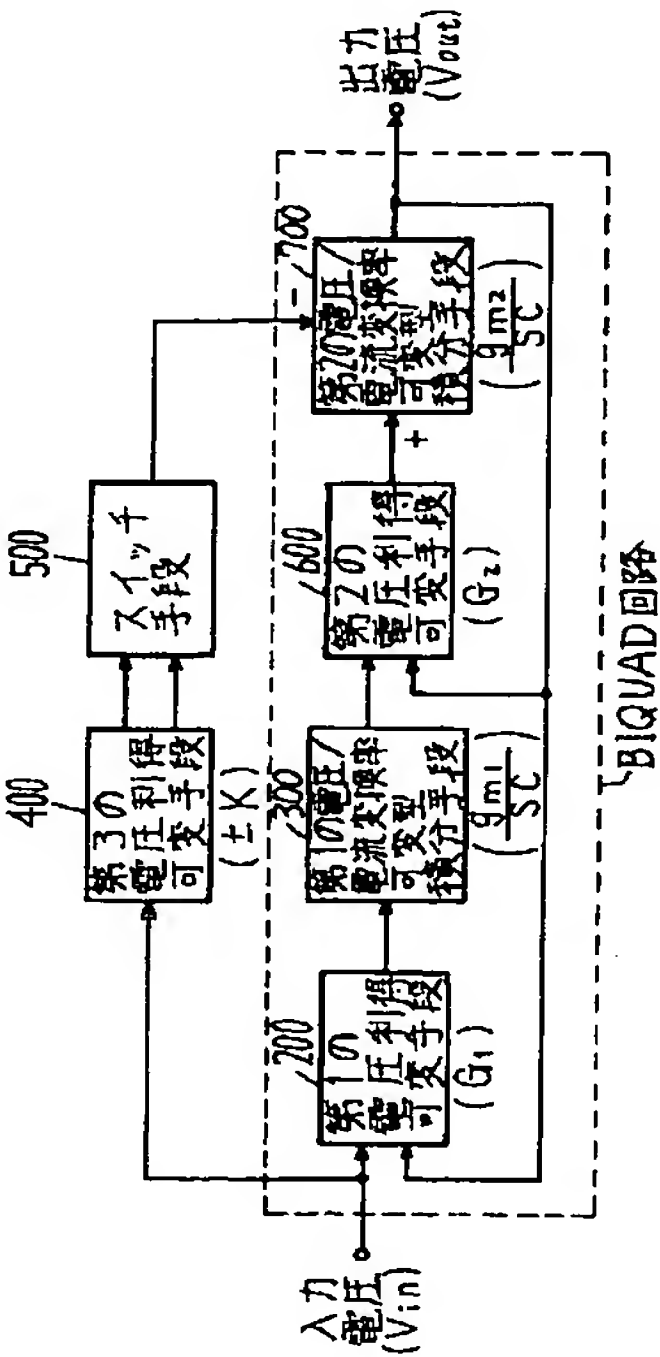 400
第3の
電圧利得
可変手段
(±K)
500
スイッチ
手段
入力
電圧
(Vin)
200
第1の
電圧利得
可変手段
(G₁)
300
第1の電圧/
電流変換率
可変型
積分手段
(gm1/SC)
600
第2の
電圧利得
可変手段
(G₂)
+
-
700
第2の電圧/
電流変換率
可変型
積分手段
(gm2/SC)
出力
電圧
(Vout)
BIQUAD回路